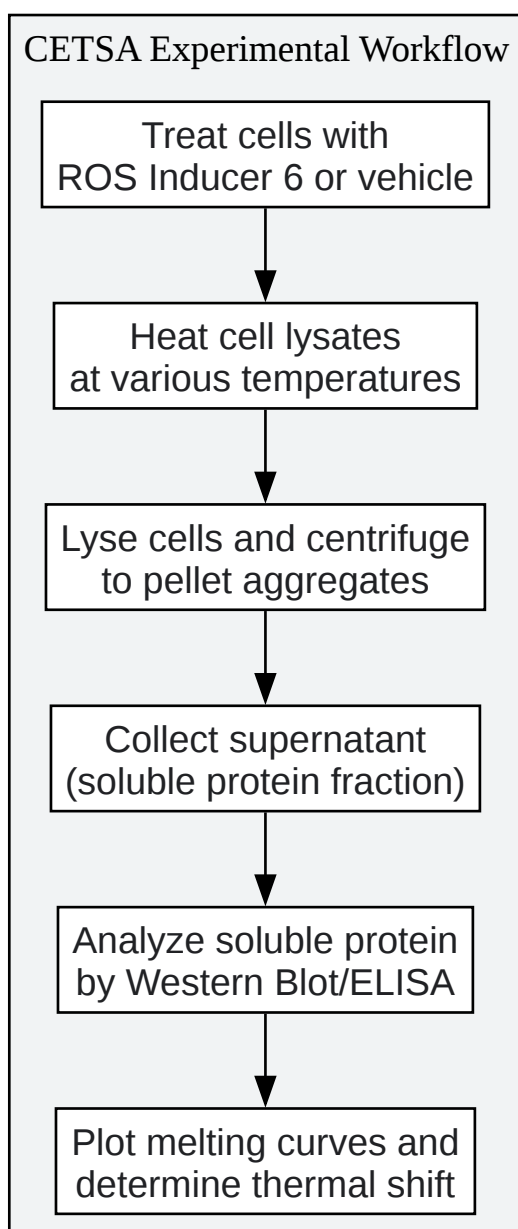 CETSA Experimental Workflow
Treat cells with
ROS Inducer 6 or vehicle
Heat cell lysates
at various temperatures
Lyse cells and centrifuge
to pellet aggregates
Collect supernatant
(soluble protein fraction)
Analyze soluble protein
by Western Blot/ELISA
Plot melting curves and
determine thermal shift